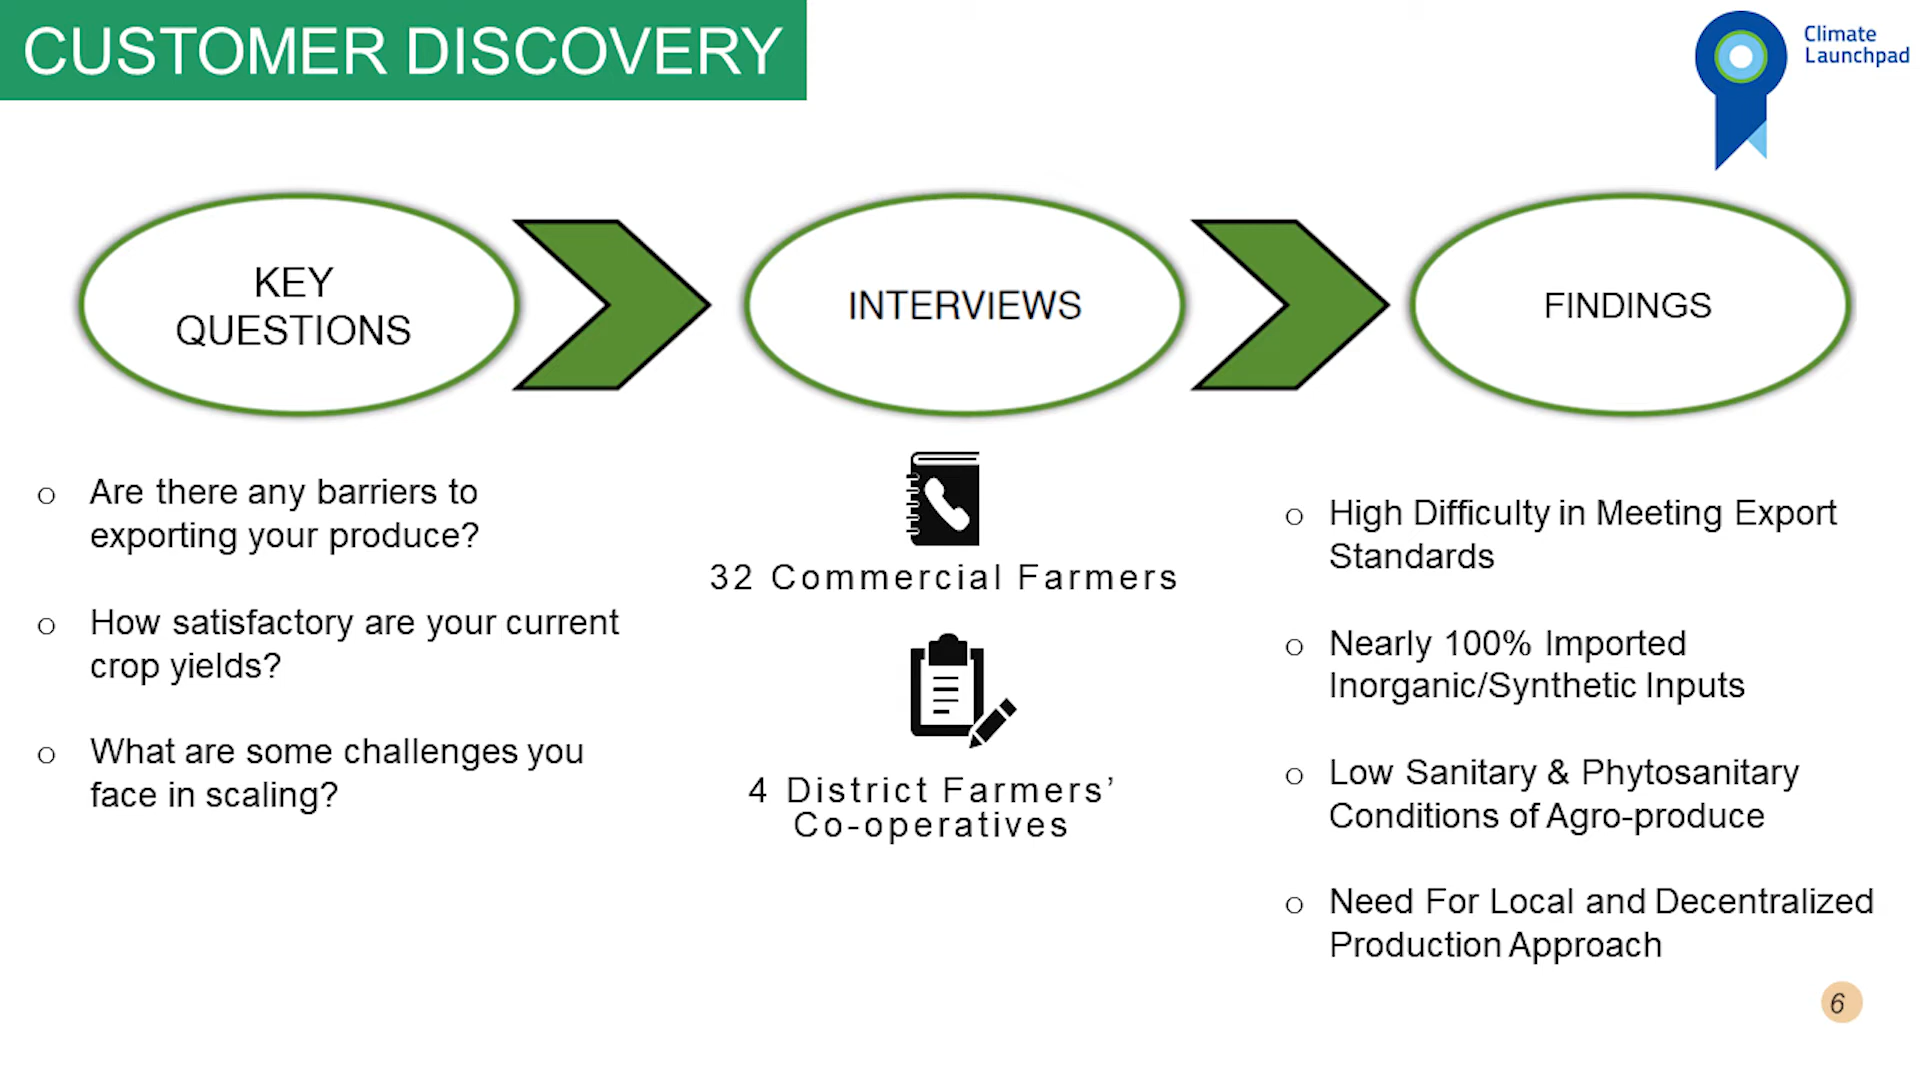 CUSTOMER DISCOVERY
Climate
Launchpad
KEY
QUESTIONS
INTERVIEWS
FINDINGS
o Are there any barriers to
exporting your produce?
o How satisfactory are your current
crop yields?
o What are some challenges you
face in scaling?
32 Commercial Farmers
4 District Farmers’
Co-operatives
o High Difficulty in Meeting Export
Standards
o Nearly 100% Imported
Inorganic/Synthetic Inputs
o Low Sanitary & Phytosanitary
Conditions of Agro-produce
o Need For Local and Decentralized
Production Approach
6